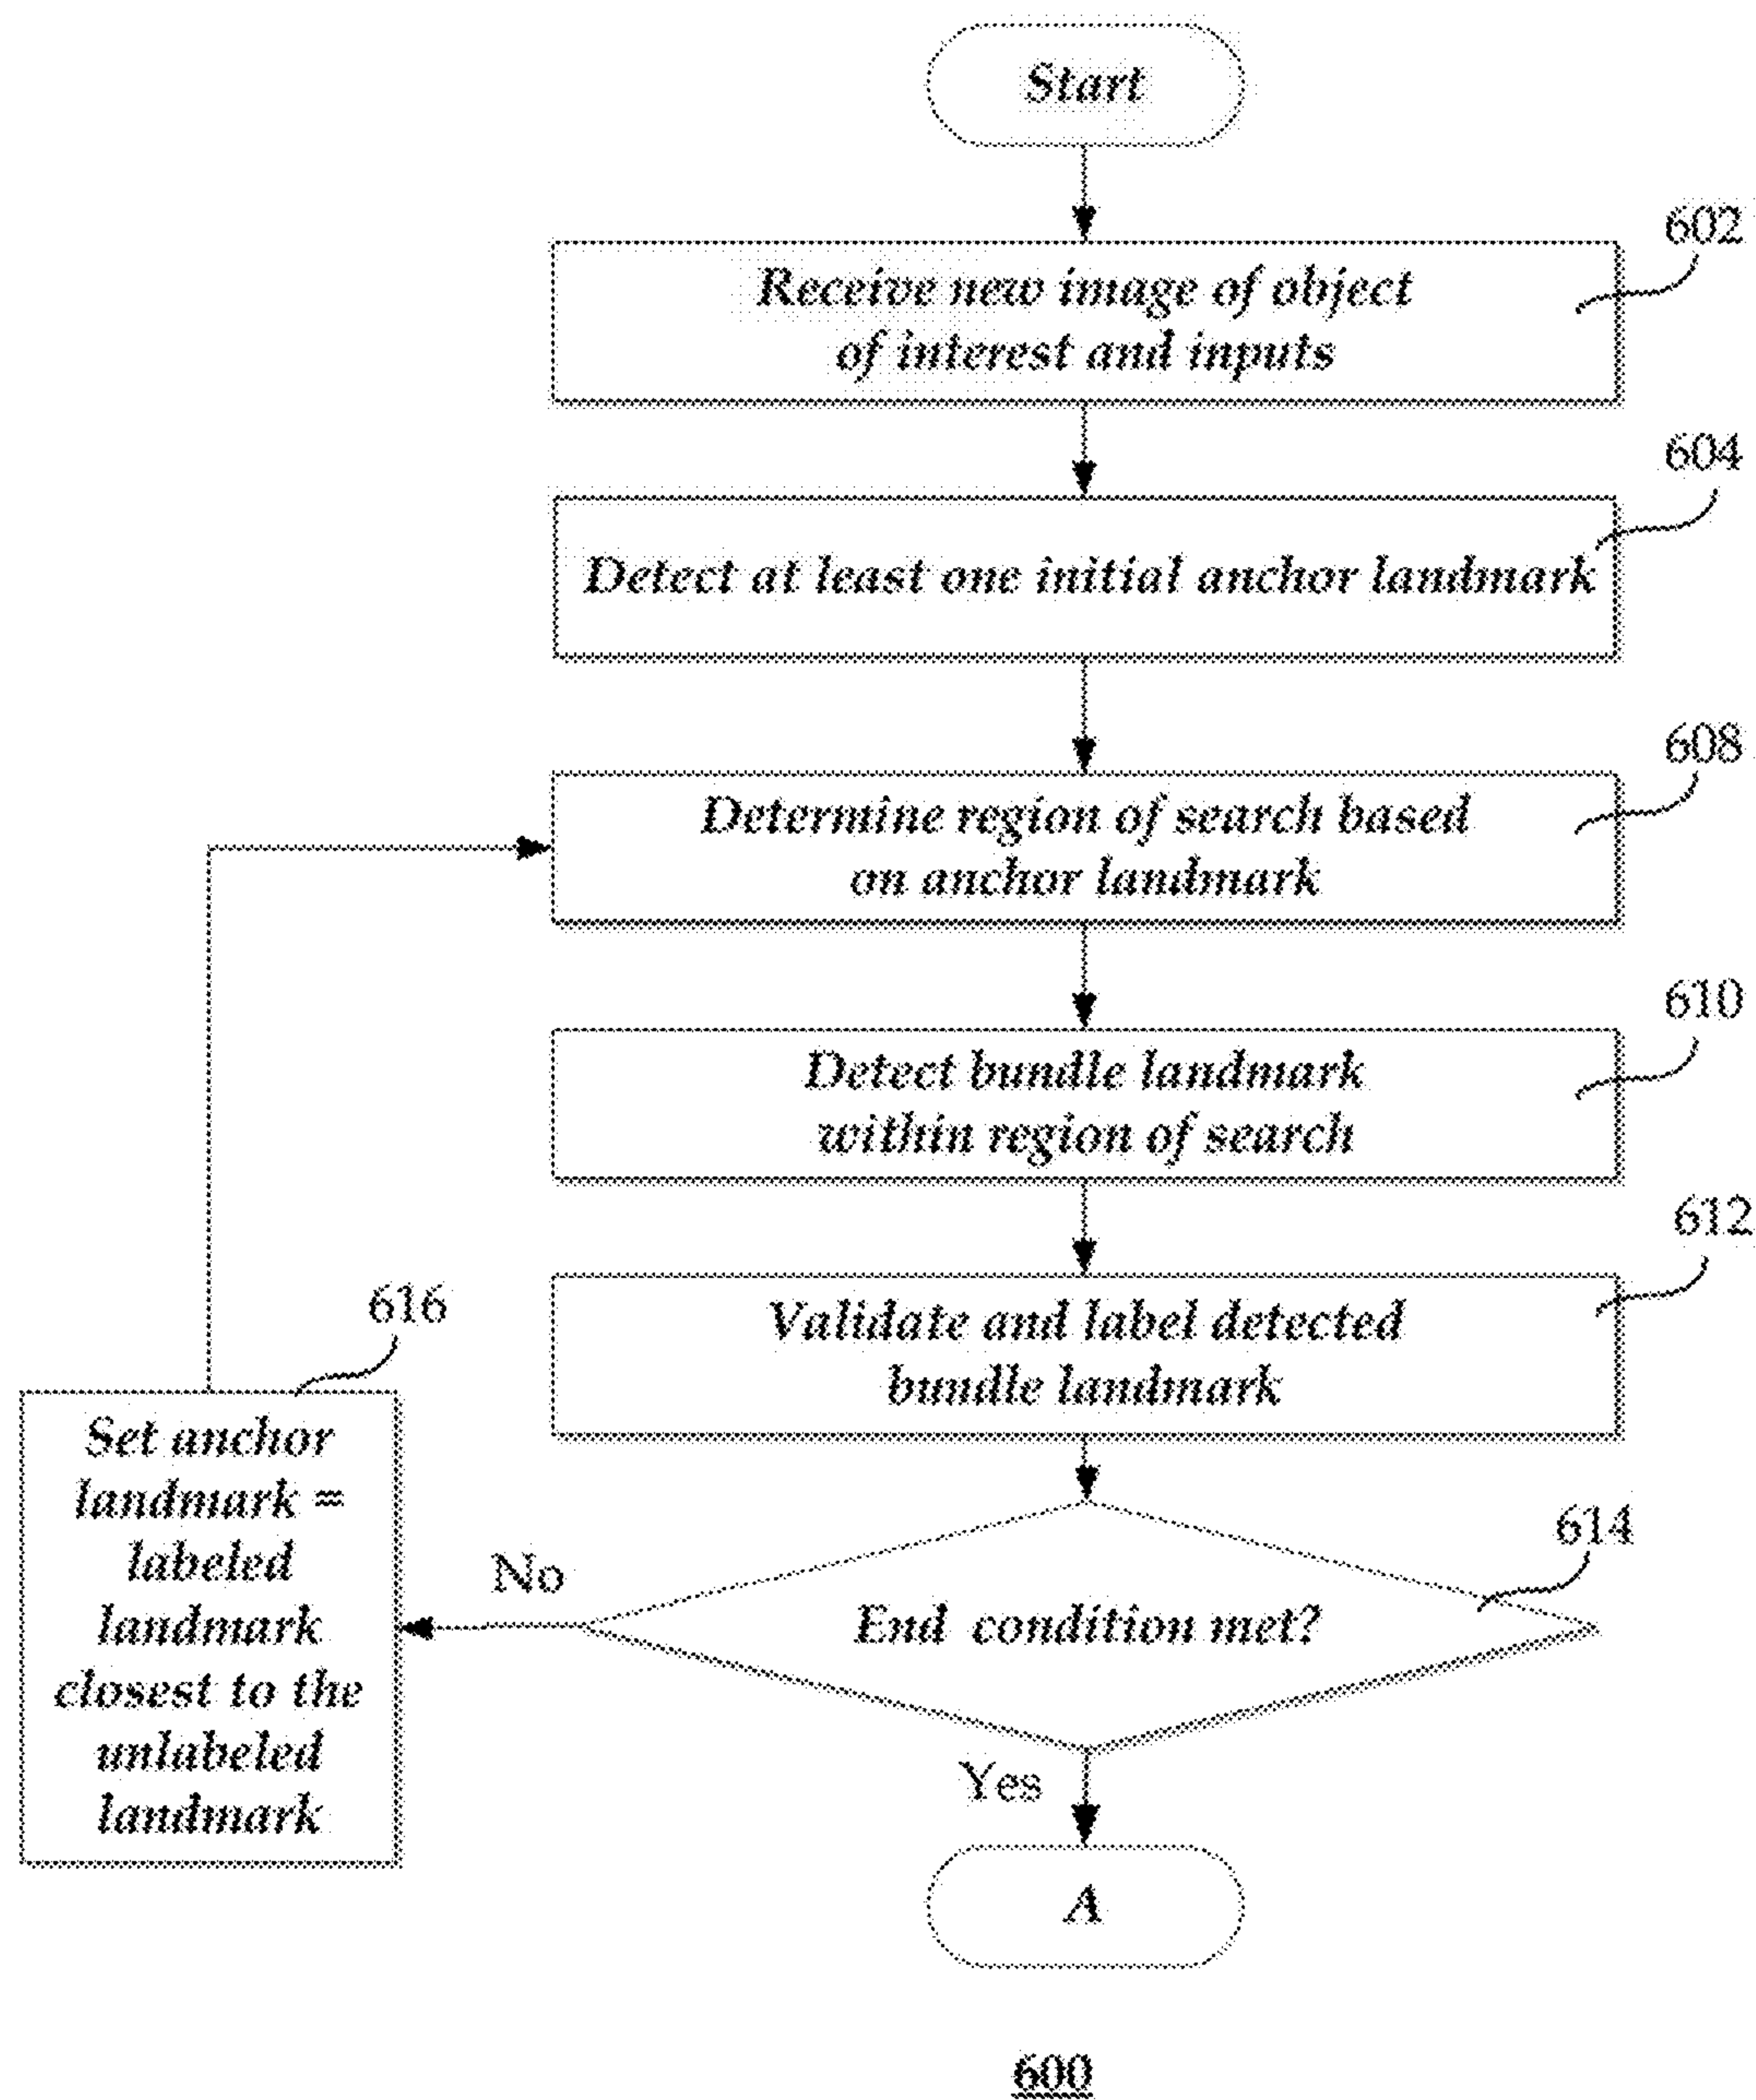 Start
602
Receive new image of object
of interest and inputs
604
Detect at least one initial anchor landmark
608
Determine region of search based
on anchor landmark
610
Detect bundle landmark
within region of search
612
Validate and label detected
bundle landmark
616
Set anchor
landmark =
labeled
landmark
closest to the
unlabeled
landmark
614
No
End condition met?
Yes
A
600